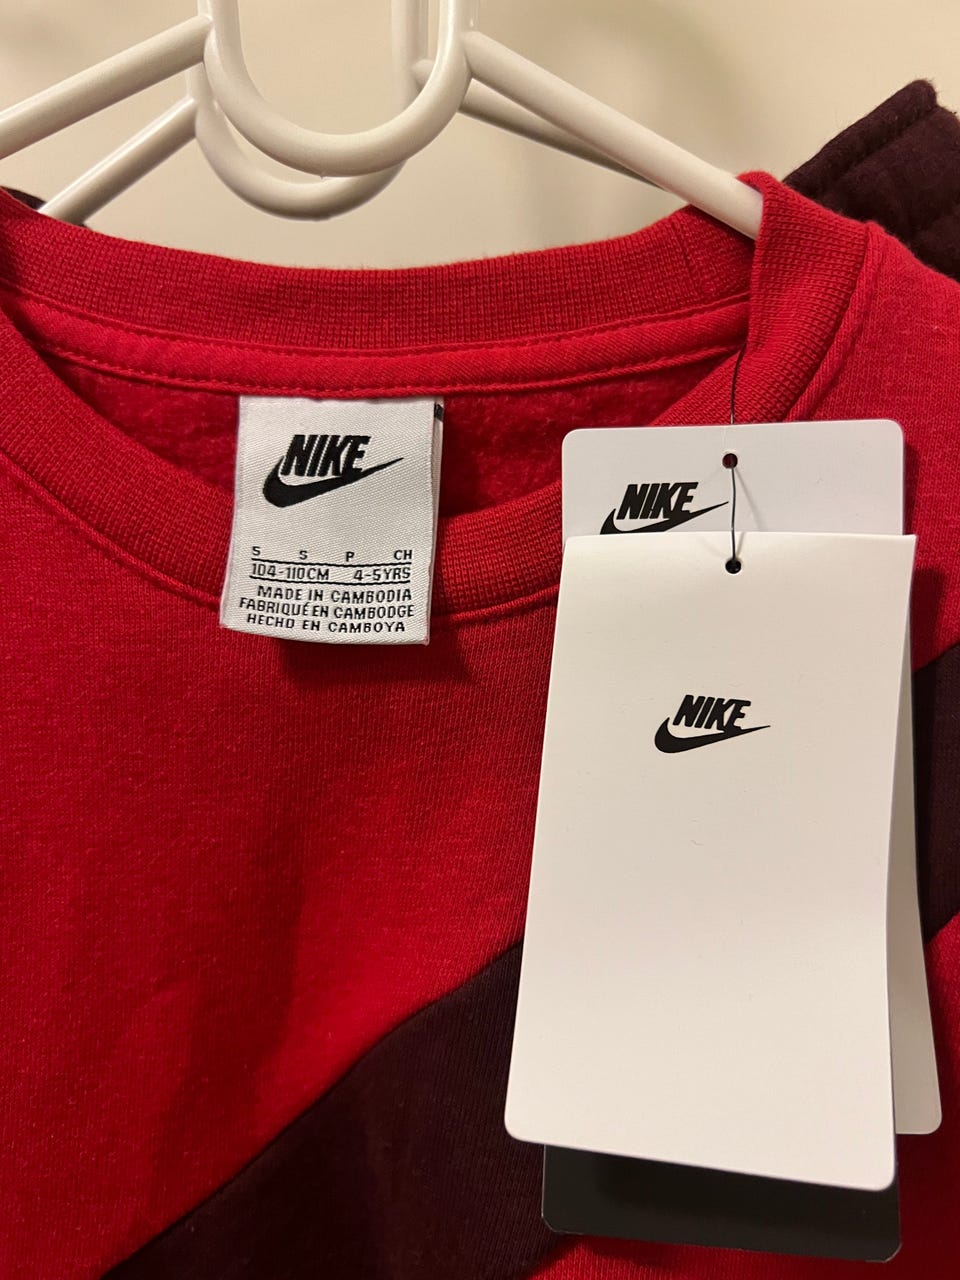 NIKE
S S P CH
104-110CM 4-5YRS
MADE IN CAMBODIA
FABRIQUÉ EN CAMBODGE
HECHO EN CAMBOYA
NIKE
NIKE